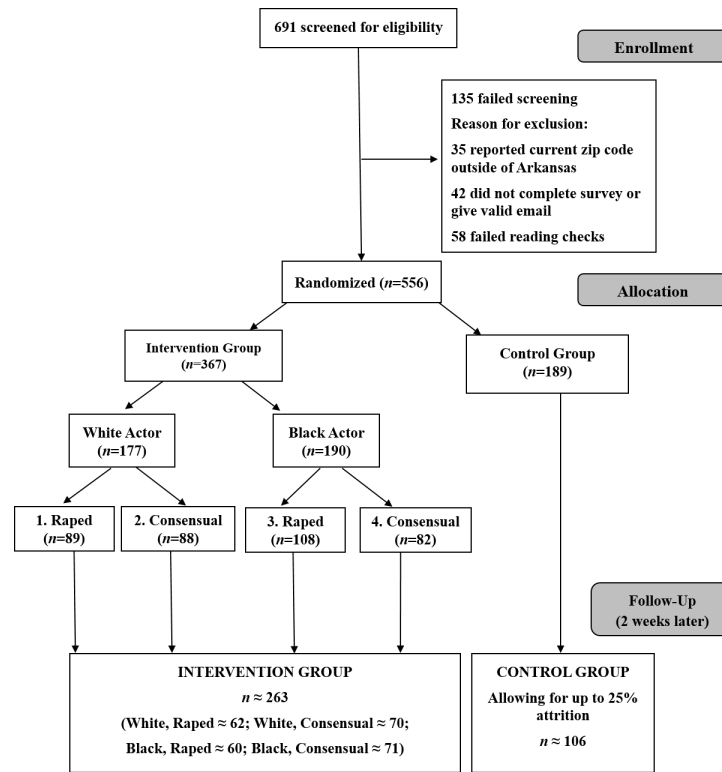 691 screened for eligibility
Enrollment
135 failed screening
Reason for exclusion:
35 reported current zip code
outside of Arkansas
42 did not complete survey or
give valid email
58 failed reading checks
Randomized (n=556)
Allocation
Intervention Group
(n=367)
Control Group
(n=189)
White Actor
(n=177)
Black Actor
(n=190)
1. Raped
(n=89)
2. Consensual
(n=88)
3. Raped
(n=108)
4. Consensual
(n=82)
Follow-Up
(2 weeks later)
INTERVENTION GROUP
n ≈ 263
(White, Raped ≈ 62; White, Consensual ≈ 70;
Black, Raped ≈ 60; Black, Consensual ≈ 71)
CONTROL GROUP
Allowing for up to 25%
attrition
n ≈ 106